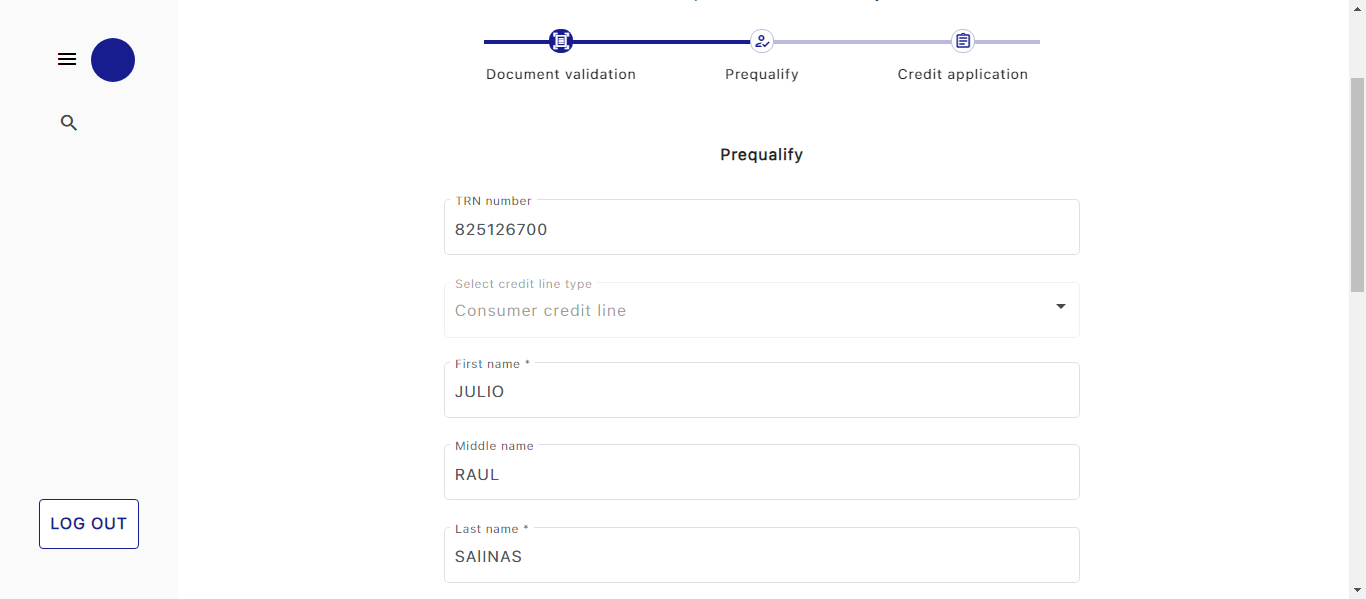 Document validation
Prequalify
Credit application
Prequalify
TRN number
825126700
Select credit line type
Consumer credit line
First name *
JULIO
Middle name
RAUL
Last name *
SAlINAS
LOG OUT